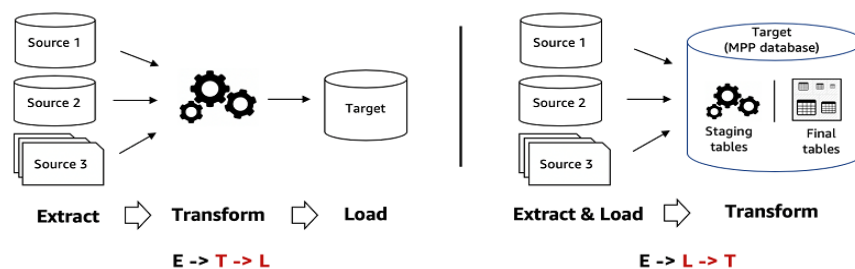 Source 1
Source 2
Source 3
Target
Extract
Transform
Load
E -> T -> L
Source 1
Source 2
Source 3
Target
(MPP database)
Staging
tables
Final
tables
Extract & Load
Transform
E -> L -> T